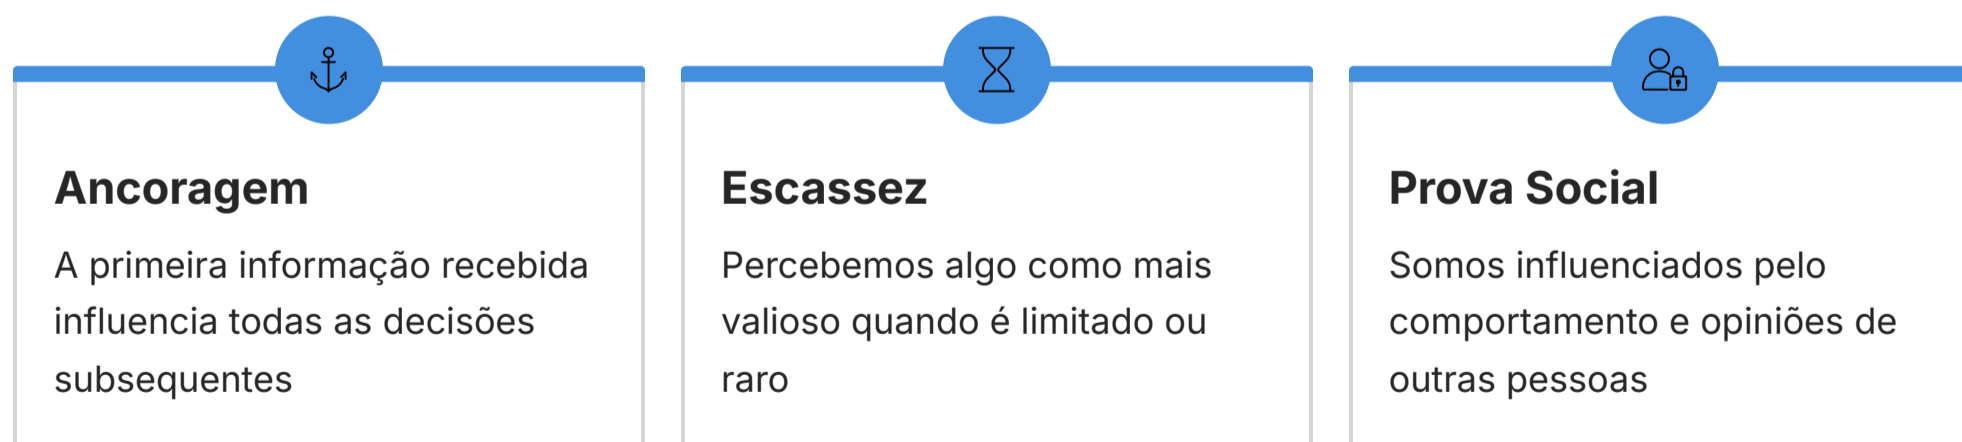 Ancoragem
A primeira informação recebida
influencia todas as decisões
subsequentes
Escassez
Percebemos algo como mais
valioso quando é limitado ou
raro
Prova Social
Somos influenciados pelo
comportamento e opiniões de
outras pessoas